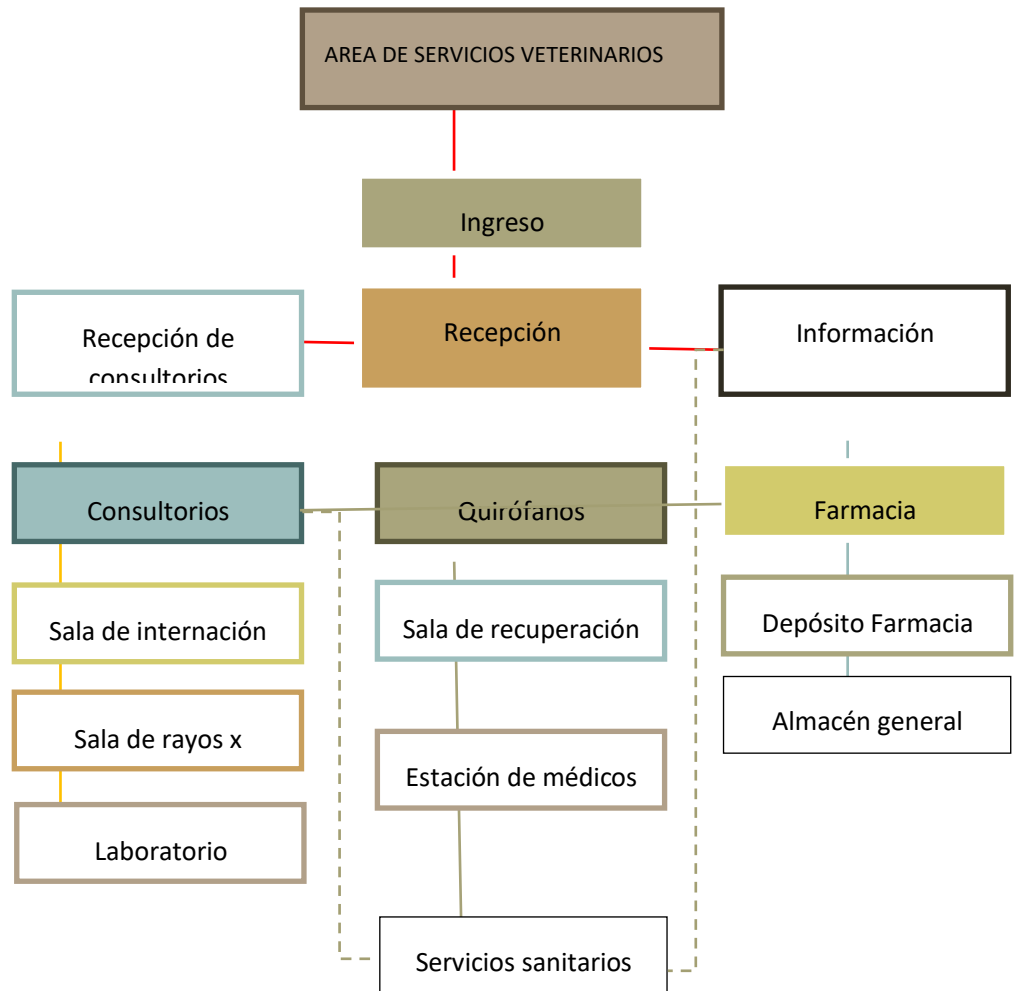 AREA DE SERVICIOS VETERINARIOS
Ingreso
Recepción de
consultorios
Recepción
Información
Consultorios
Quirófanos
Farmacia
Sala de internación
Sala de recuperación
Depósito Farmacia
Sala de rayos x
Estación de médicos
Almacén general
Laboratorio
Servicios sanitarios